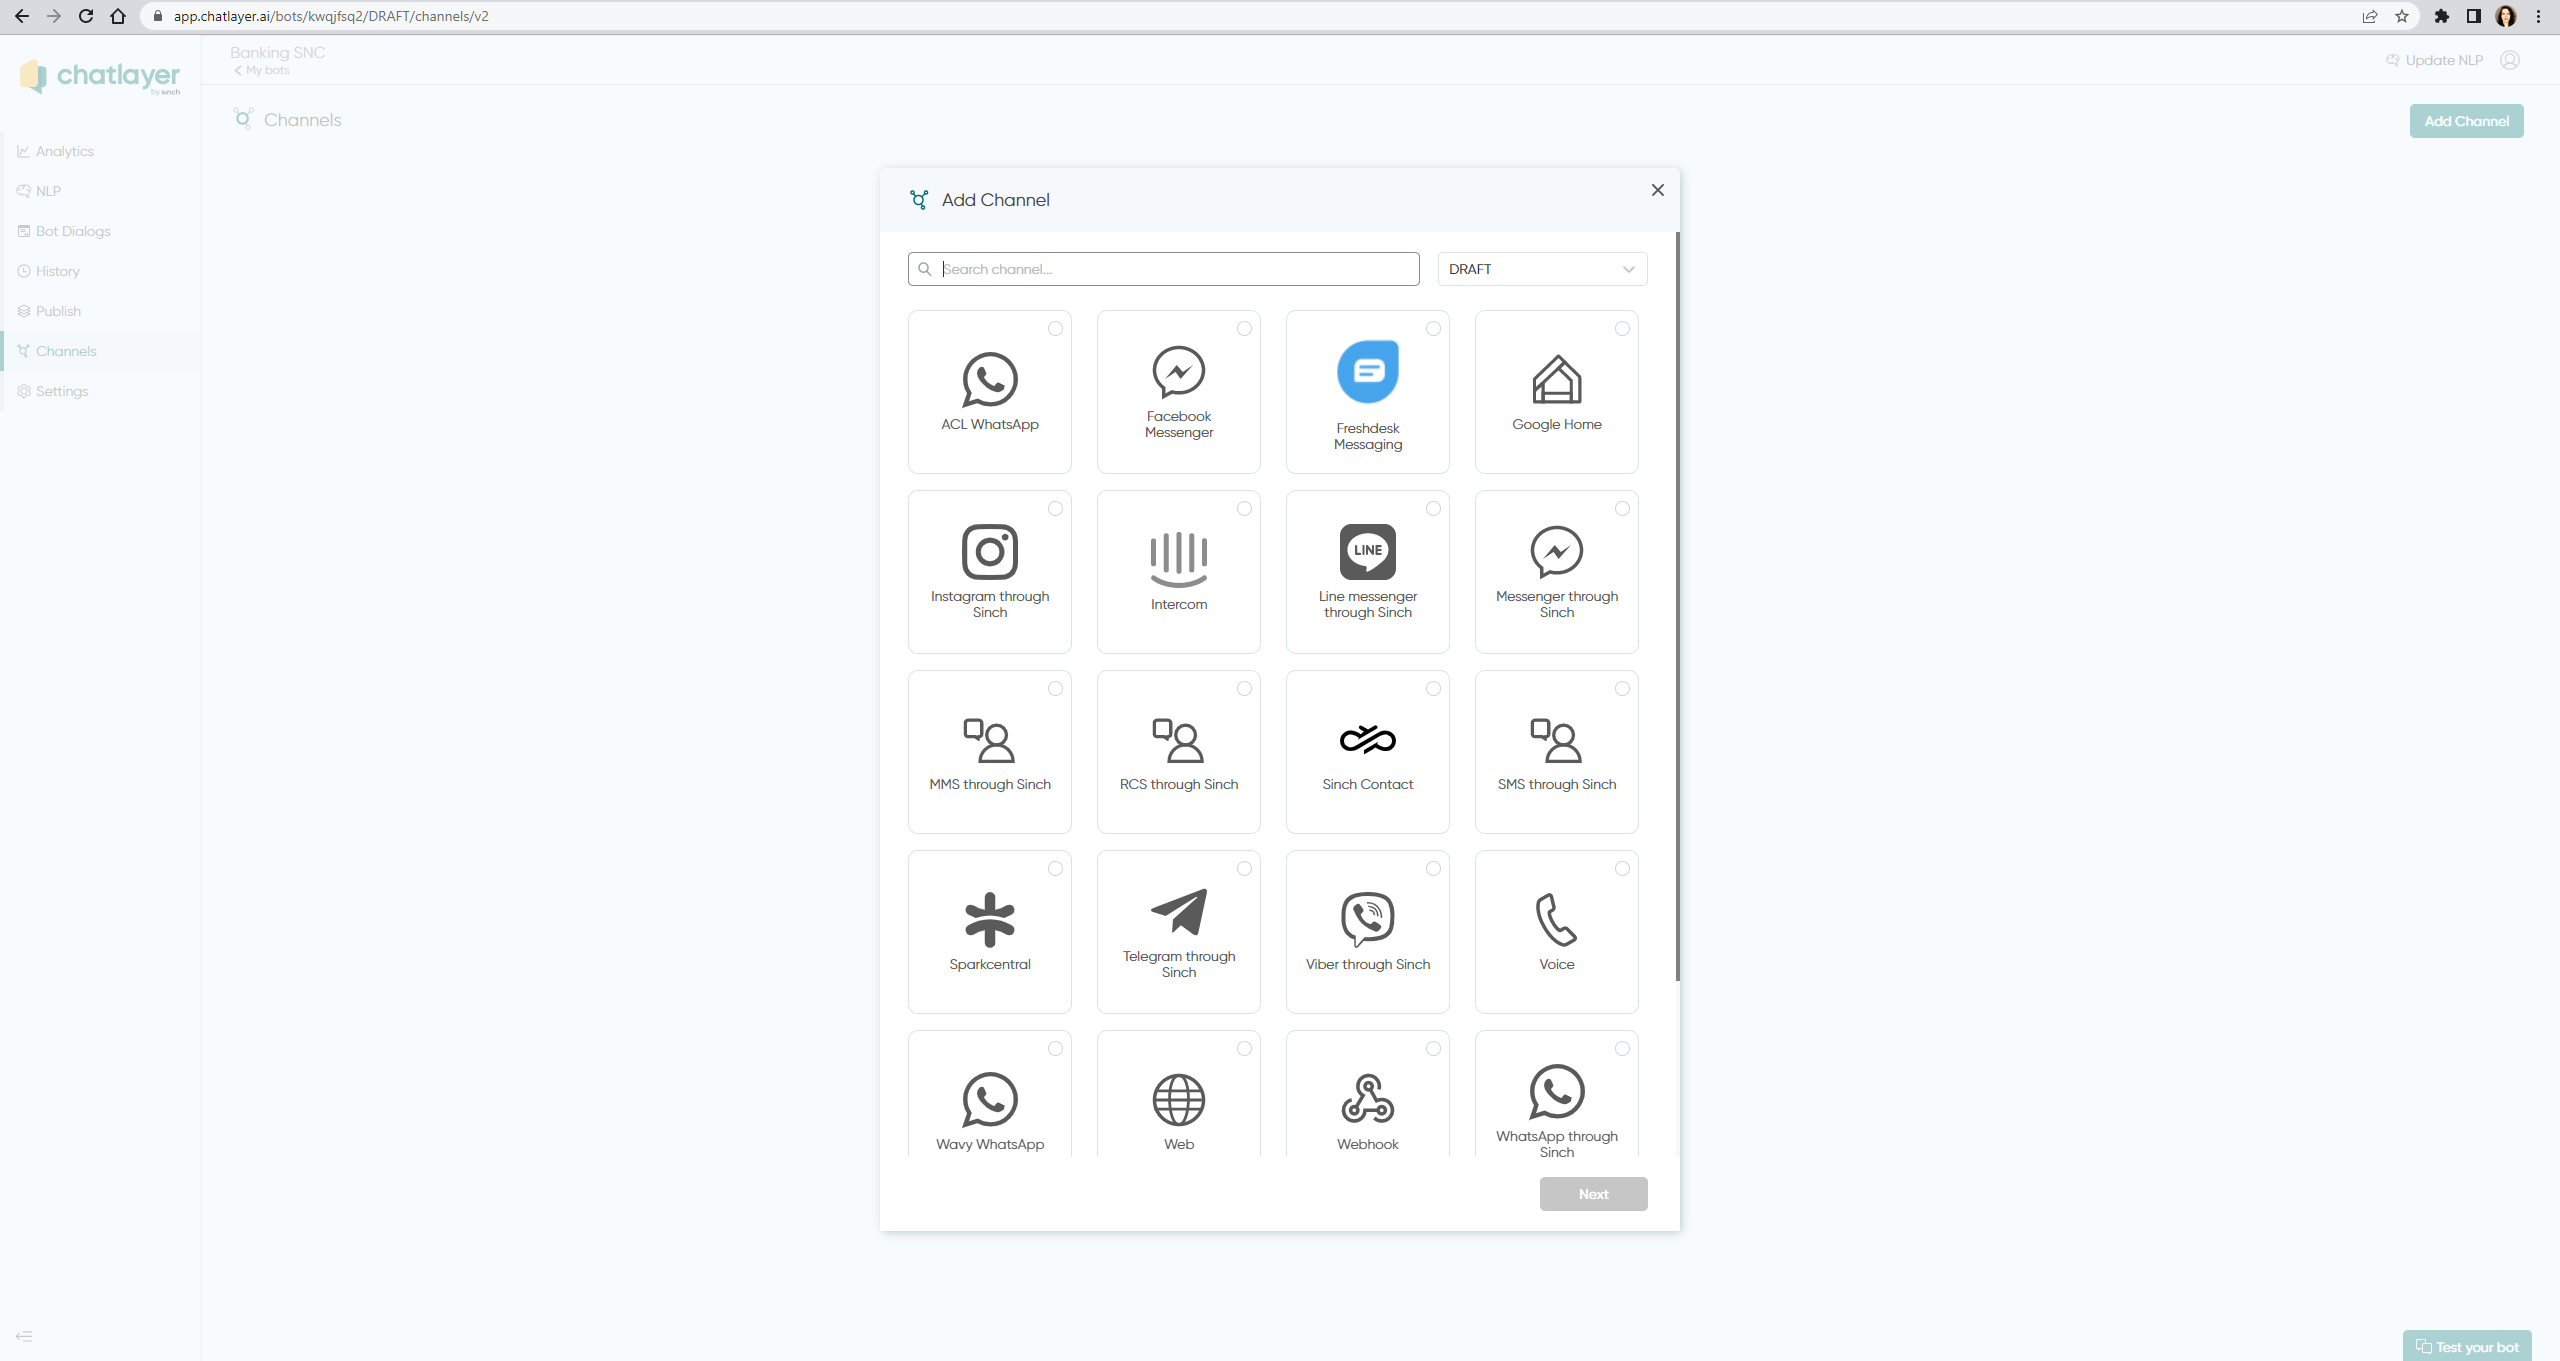 app.chatlayer.ai/bots/kwqjfsq2/DRAFT/channels/v2
chatlayer
by sinch
Banking SNC
My bots
Update NLP
Channels
Add Channel
Analytics
NLP
Bot Dialogs
History
Publish
Channels
Settings
Add Channel
Search channel...
DRAFT
ACL WhatsApp
Facebook
Messenger
Freshdesk
Messaging
Google Home
Instagram through
Sinch
Intercom
LINE
Line messenger
through Sinch
Messenger through
Sinch
MMS through Sinch
RCS through Sinch
Sinch Contact
SMS through Sinch
Sparkcentral
Telegram through
Sinch
Viber through Sinch
Voice
Wavy WhatsApp
Web
Webhook
WhatsApp through
Sinch
Next
Test your bot